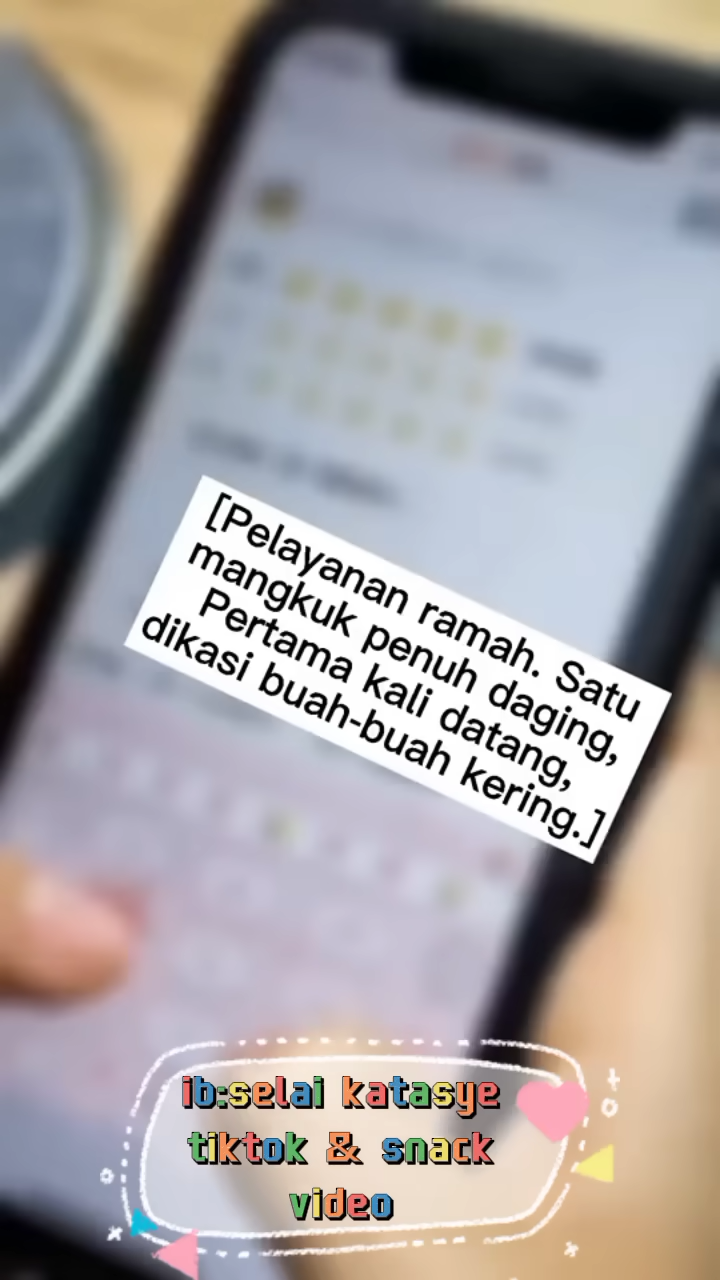 [Pelayanan ramah. Satu
mangkuk penuh daging,
Pertama kali datang,
dikasi buah-buah kering.]
ib:selai katasye
tiktok & snack
video